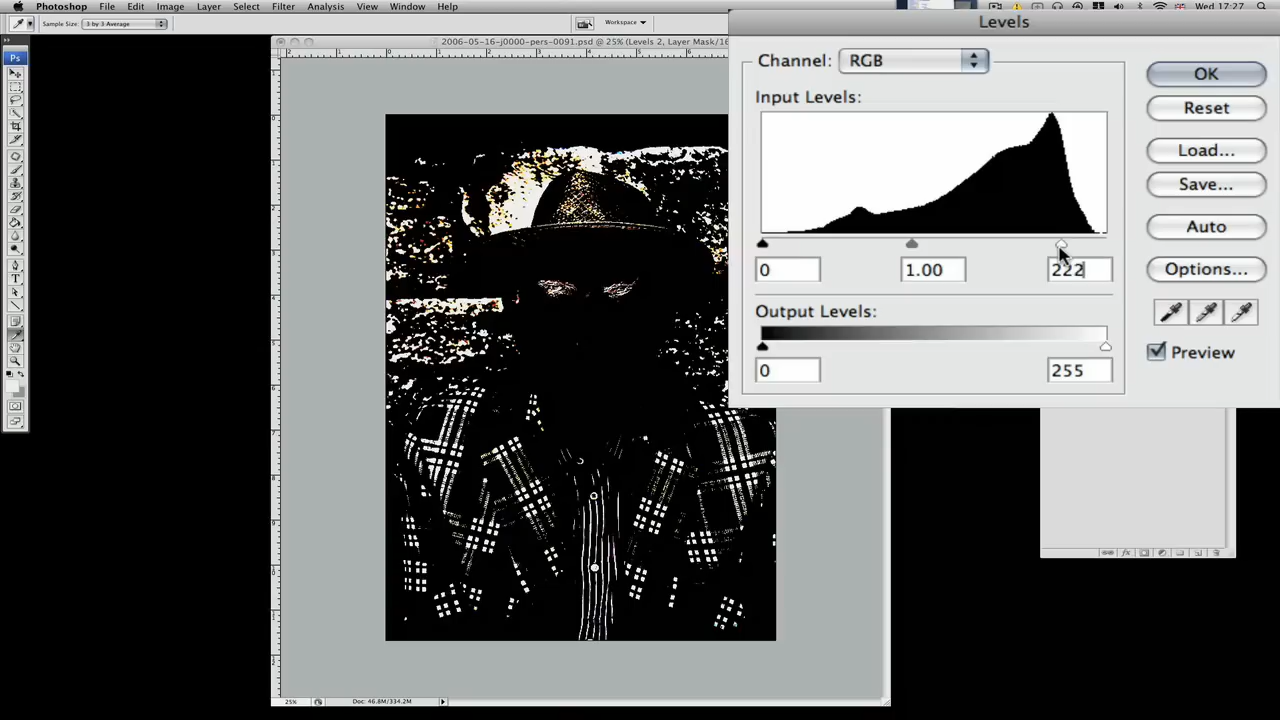 Photoshop File Edit Image Layer Select Filter Analysis View Window Help
Wed 17:27
Sample Size: 3 by 3 Average
Workspace
2006-05-16-j0000-pers-0091.psd @ 25% (Levels 2, Layer Mask/16
Ps
Levels
Channel: RGB
OK
Input Levels:
Reset
Load...
Save...
Auto
0 1.00 222
Options...
Output Levels:
Preview
0 255
25% Doc: 46.8M/334.2M